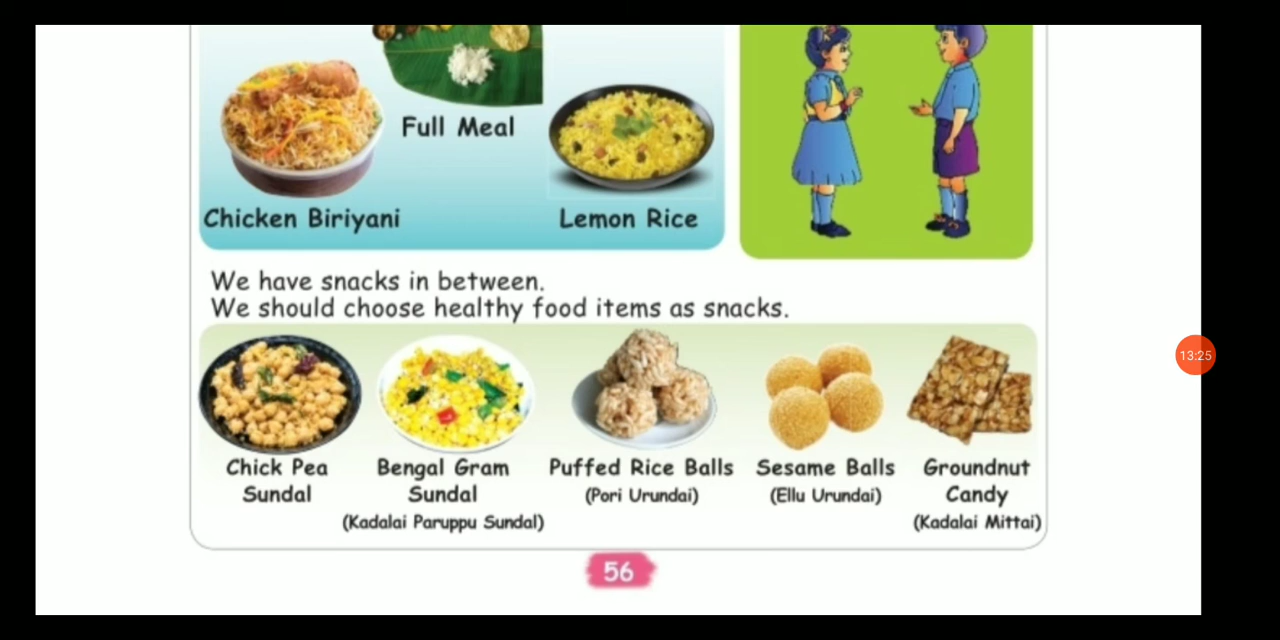 Full Meal
Chicken Biriyani
Lemon Rice
We have snacks in between.
We should choose healthy food items as snacks.
Chick Pea
Sundal
Bengal Gram
Sundal
(Kadalai Paruppu Sundal)
Puffed Rice Balls
(Pori Urundai)
Sesame Balls
(Ellu Urundai)
Groundnut
Candy
(Kadalai Mittai)
56
13:25